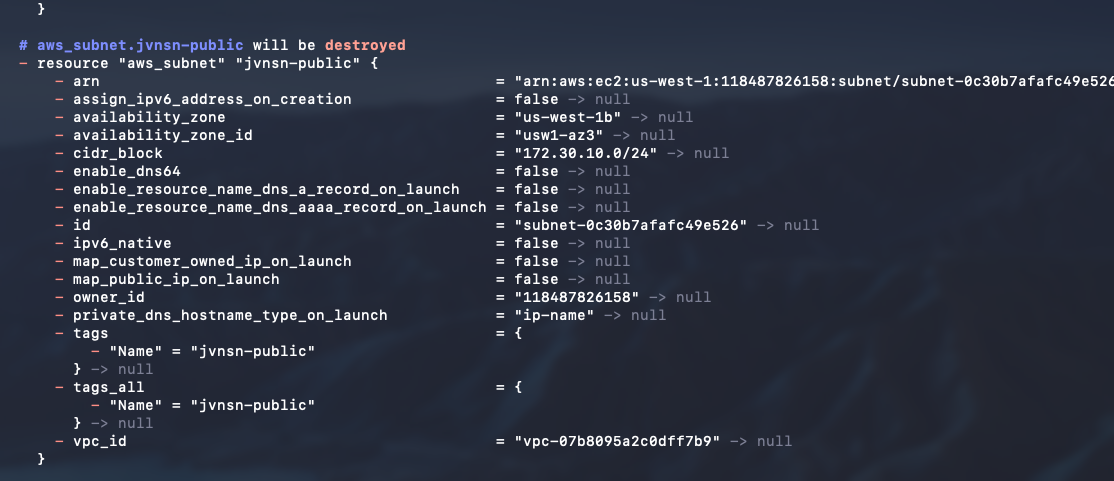 }
# aws_subnet.jvnsn-public will be destroyed
- resource "aws_subnet" "jvnsn-public" {
- arn = "arn:aws:ec2:us-west-1:118487826158:subnet/subnet-0c30b7afafc49e526
- assign_ipv6_address_on_creation = false -> null
- availability_zone = "us-west-1b" -> null
- availability_zone_id = "usw1-az3" -> null
- cidr_block = "172.30.10.0/24" -> null
- enable_dns64 = false -> null
- enable_resource_name_dns_a_record_on_launch = false -> null
- enable_resource_name_dns_aaaa_record_on_launch = false -> null
- id = "subnet-0c30b7afafc49e526" -> null
- ipv6_native = false -> null
- map_customer_owned_ip_on_launch = false -> null
- map_public_ip_on_launch = false -> null
- owner_id = "118487826158" -> null
- private_dns_hostname_type_on_launch = "ip-name" -> null
- tags = {
- "Name" = "jvnsn-public"
} -> null
- tags_all = {
- "Name" = "jvnsn-public"
} -> null
- vpc_id = "vpc-07b8095a2c0dff7b9" -> null
}